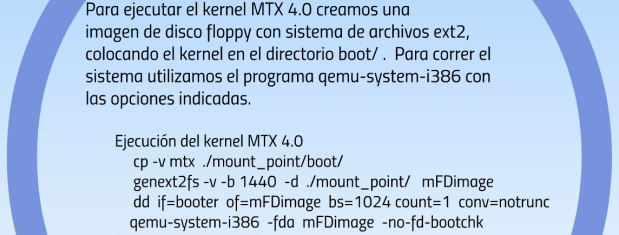 Para ejecutar el kernel MTX 4.0 creamos una
imagen de disco floppy con sistema de archivos ext2,
colocando el kernel en el directorio boot/ . Para correr el
sistema utilizamos el programa qemu-system-i386 con
las opciones indicadas.
Ejecución del kernel MTX 4.0
cp -v mtx ./mount_point/boot/
genext2fs -v -b 1440 -d ./mount_point/ mFDimage
dd if=booter of=mFDimage bs=1024 count=1 conv=notrunc
qemu-system-i386 -fda mFDimage -no-fd-bootchk